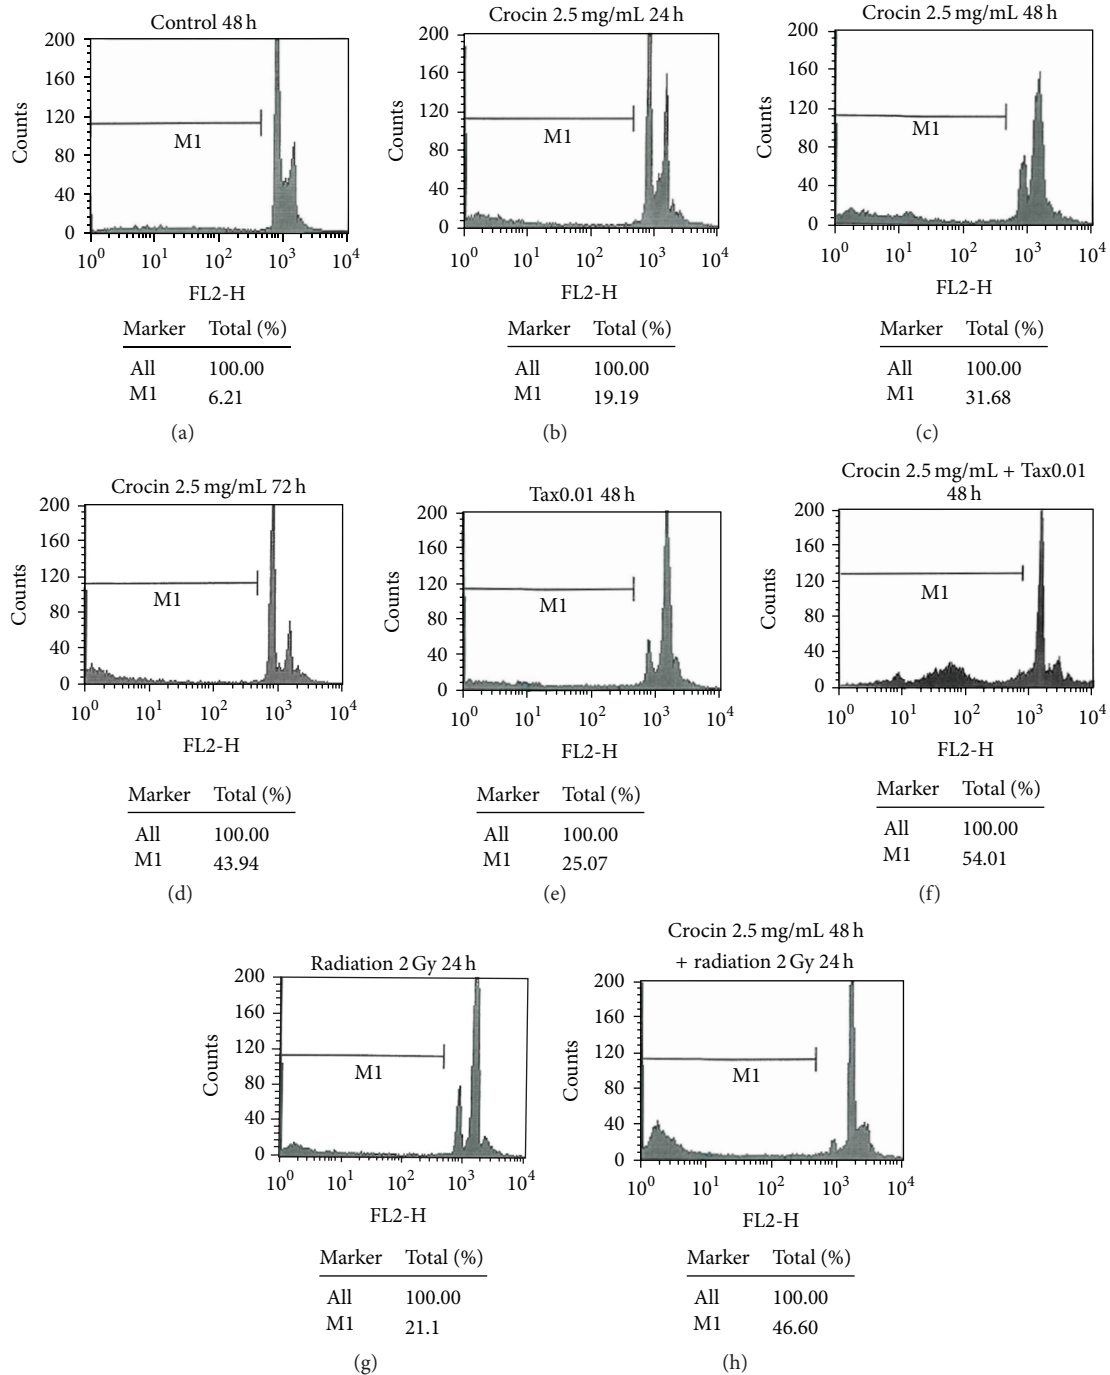 Control 48 h
200
160
120
80
40
0
Counts
M1
10^0 10^1 10^2 10^3 10^4
FL2-H
Marker Total (%)
All 100.00
M1 6.21
(a)
Crocin 2.5 mg/mL 24 h
200
160
120
80
40
0
Counts
M1
10^0 10^1 10^2 10^3 10^4
FL2-H
Marker Total (%)
All 100.00
M1 19.19
(b)
Crocin 2.5 mg/mL 48 h
200
160
120
80
40
0
Counts
M1
10^0 10^1 10^2 10^3 10^4
FL2-H
Marker Total (%)
All 100.00
M1 31.68
(c)
Crocin 2.5 mg/mL 72 h
200
160
120
80
40
0
Counts
M1
10^0 10^1 10^2 10^3 10^4
FL2-H
Marker Total (%)
All 100.00
M1 43.94
(d)
Tax0.01 48 h
200
160
120
80
40
0
Counts
M1
10^0 10^1 10^2 10^3 10^4
FL2-H
Marker Total (%)
All 100.00
M1 25.07
(e)
Crocin 2.5 mg/mL + Tax0.01
48 h
200
160
120
80
40
0
Counts
M1
10^0 10^1 10^2 10^3 10^4
FL2-H
Marker Total (%)
All 100.00
M1 54.01
(f)
Radiation 2 Gy 24 h
200
160
120
80
40
0
Counts
M1
10^0 10^1 10^2 10^3 10^4
FL2-H
Marker Total (%)
All 100.00
M1 21.1
(g)
Crocin 2.5 mg/mL 48 h
+ radiation 2 Gy 24 h
200
160
120
80
40
0
Counts
M1
10^0 10^1 10^2 10^3 10^4
FL2-H
Marker Total (%)
All 100.00
M1 46.60
(h)